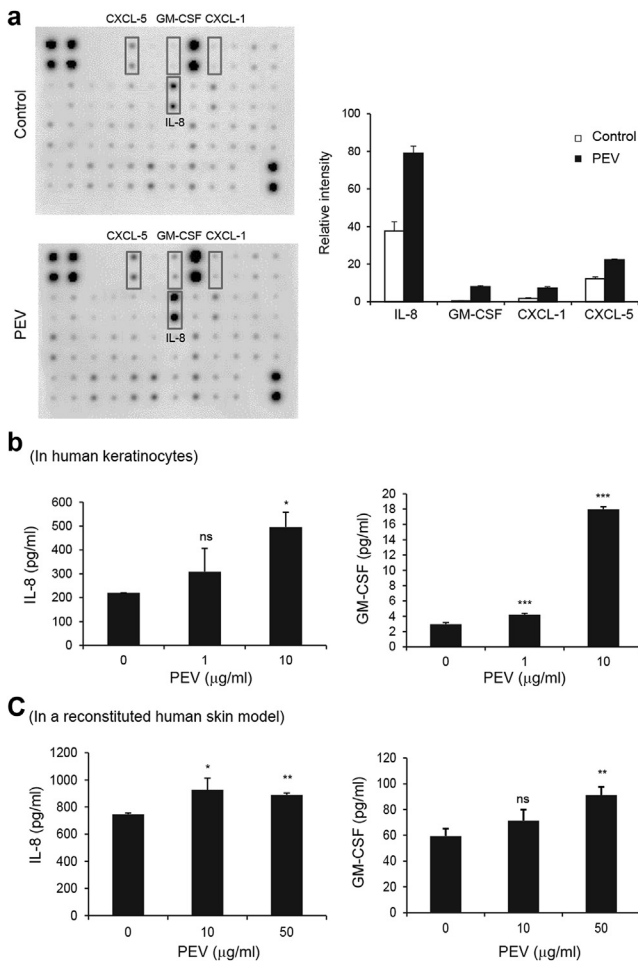 a
CXCL-5 GM-CSF CXCL-1
Control
IL-8
CXCL-5 GM-CSF CXCL-1
PEV
IL-8
Relative intensity
100
80
60
40
20
0
Control
PEV
IL-8 GM-CSF CXCL-1 CXCL-5
b (In human keratinocytes)
IL-8 (pg/ml)
600
500
400
300
200
100
0
ns
*
0 1 10
PEV (μg/ml)
GM-CSF (pg/ml)
20
18
16
14
12
10
8
6
4
2
0
***
***
0 1 10
PEV (μg/ml)
C (In a reconstituted human skin model)
IL-8 (pg/ml)
1200
1000
800
600
400
200
0
*
**
0 10 50
PEV (μg/ml)
GM-CSF (pg/ml)
120
100
80
60
40
20
0
ns
**
0 10 50
PEV (μg/ml)